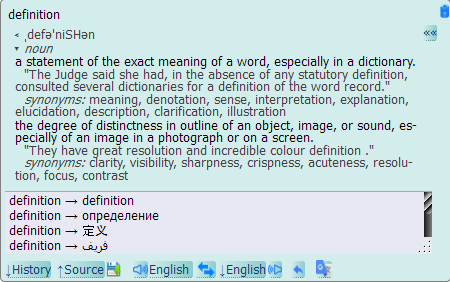 definition
< ˌdefəˈniSHən ««
▾ noun
a statement of the exact meaning of a word, especially in a dictionary.
"The Judge said she had, in the absence of any statutory definition,
consulted several dictionaries for a definition of the word record."
synonyms: meaning, denotation, sense, interpretation, explanation,
elucidation, description, clarification, illustration
the degree of distinctness in outline of an object, image, or sound, es-
pecially of an image in a photograph or on a screen.
"They have great resolution and incredible colour definition ."
synonyms: clarity, visibility, sharpness, crispness, acuteness, resolu-
tion, focus, contrast
definition → definition
definition → определение
definition → 定义
definition → فريف
↓History ↑Source English ↓English